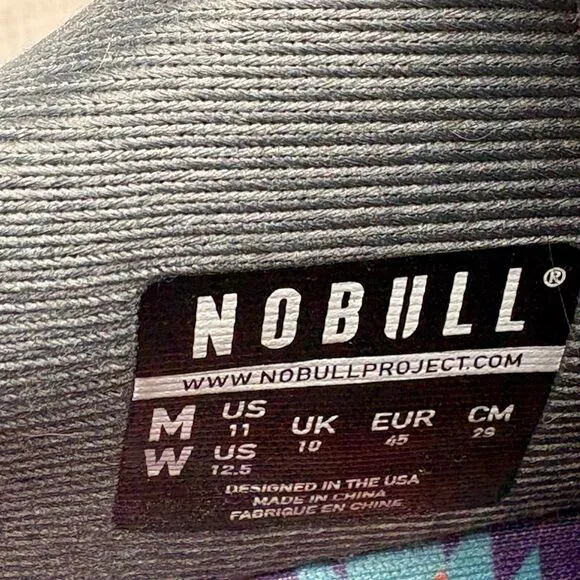 NOBULL®
WWW.NOBULLPROJECT.COM
M US 11 UK 10 EUR 45 CM 29
W US 12.5
DESIGNED IN THE USA
MADE IN CHINA
FABRIQUE EN CHINE